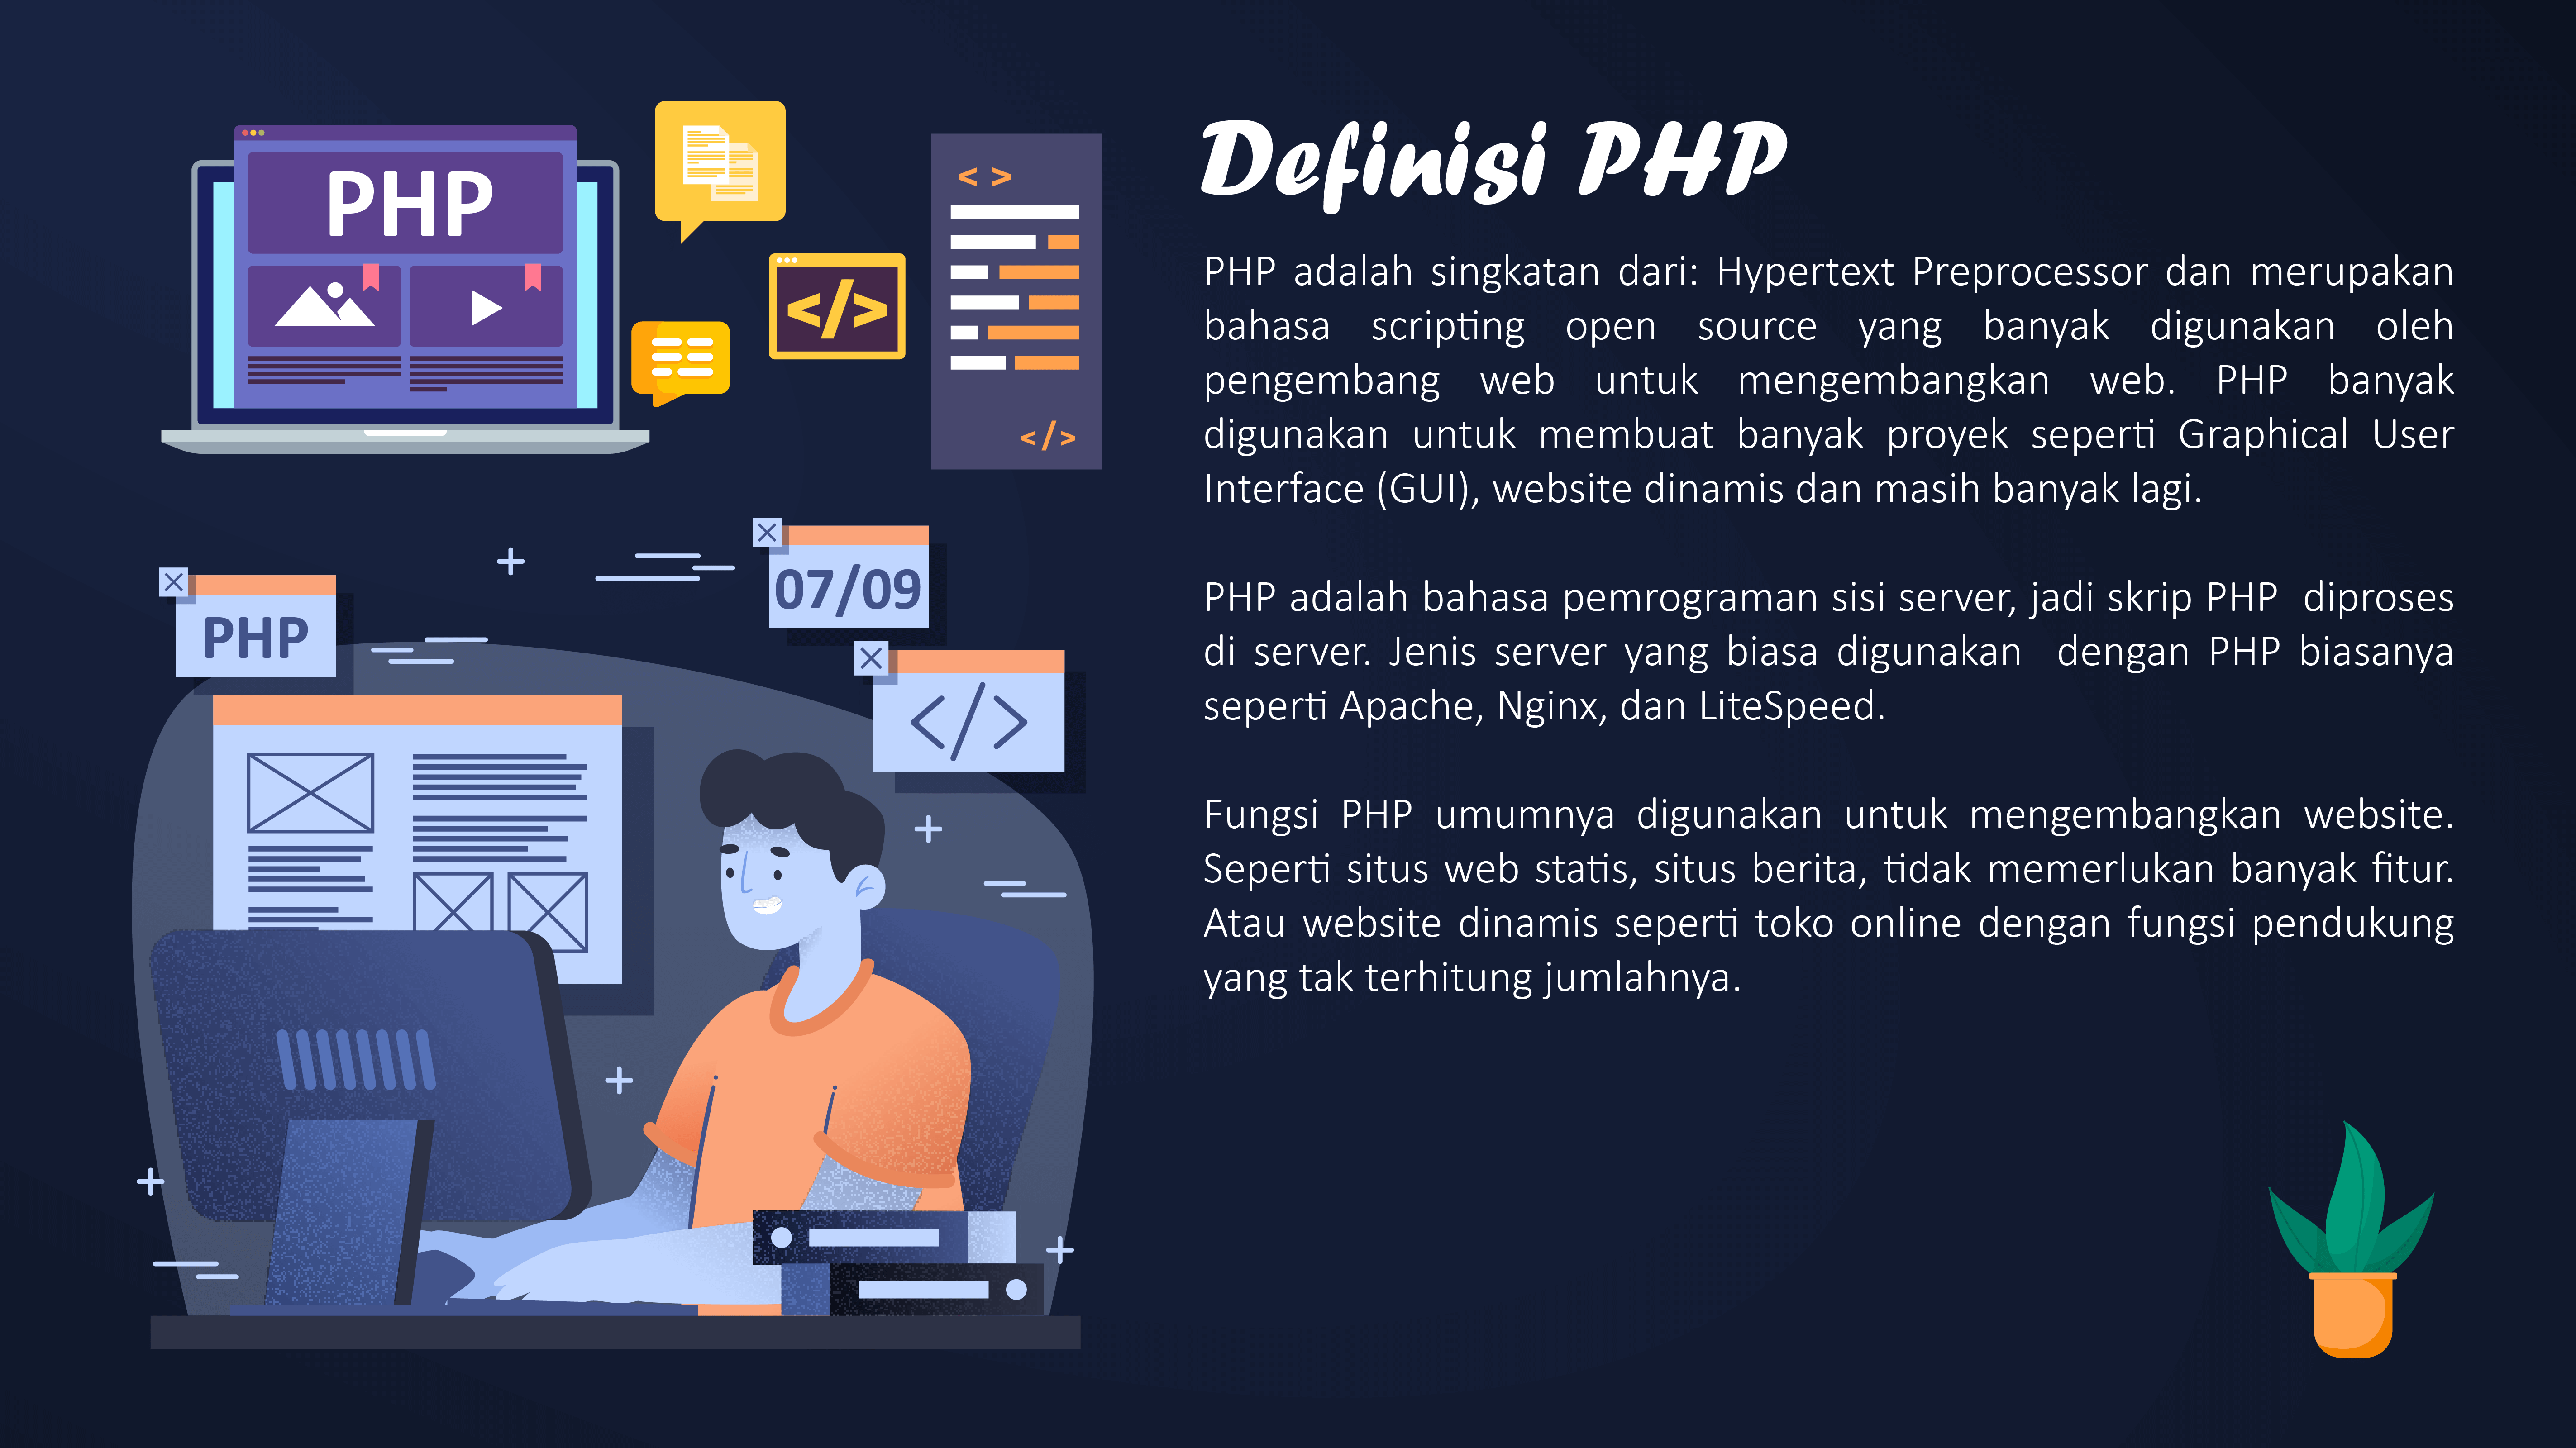 PHP
< >
</>
</>
Definisi PHP
PHP adalah singkatan dari: Hypertext Preprocessor dan merupakan
bahasa scripting open source yang banyak digunakan oleh
pengembang web untuk mengembangkan web. PHP banyak
digunakan untuk membuat banyak proyek seperti Graphical User
Interface (GUI), website dinamis dan masih banyak lagi.
PHP adalah bahasa pemrograman sisi server, jadi skrip PHP diproses
di server. Jenis server yang biasa digunakan dengan PHP biasanya
seperti Apache, Nginx, dan LiteSpeed.
Fungsi PHP umumnya digunakan untuk mengembangkan website.
Seperti situs web statis, situs berita, tidak memerlukan banyak fitur.
Atau website dinamis seperti toko online dengan fungsi pendukung
yang tak terhitung jumlahnya.
07/09
PHP
</>